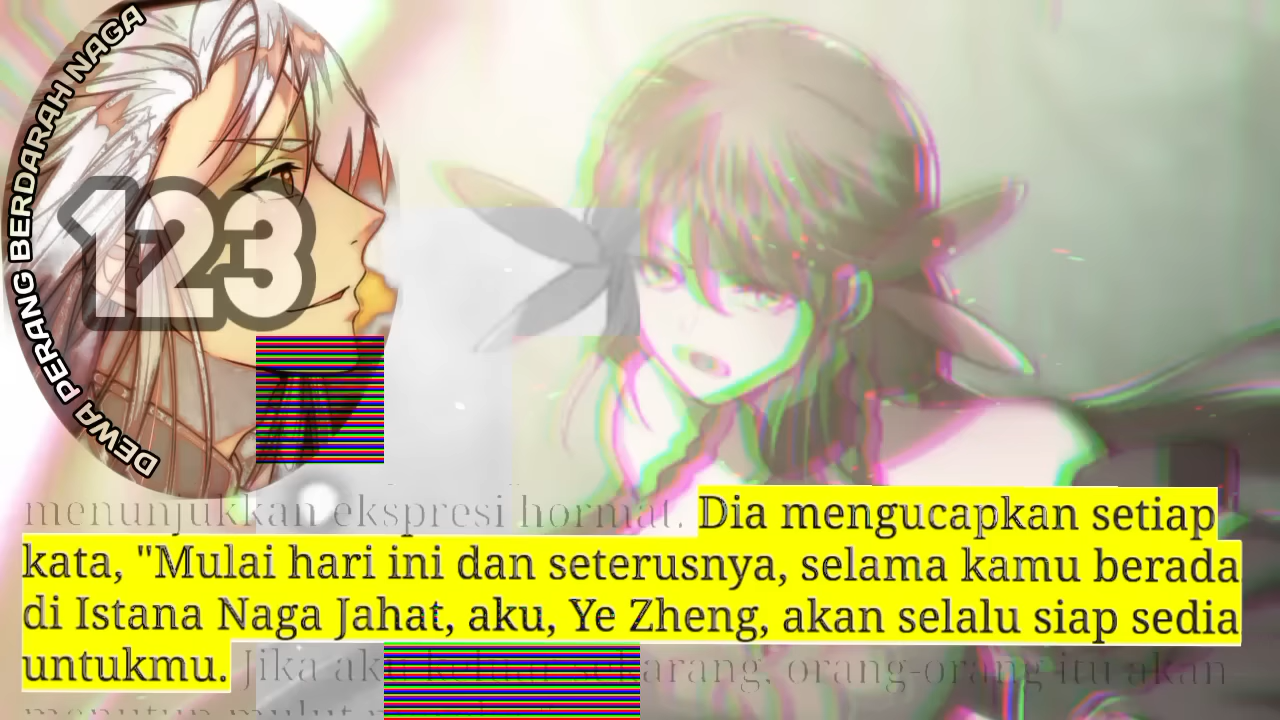 DEWA PERANG BERDARAH NAGA
123
menunjukkan ekspresi hormat. Dia mengucapkan setiap
kata, "Mulai hari ini dan seterusnya, selama kamu berada
di Istana Naga Jahat, aku, Ye Zheng, akan selalu siap sedia
untukmu. Jika aku keluar sekarang, orang-orang itu akan